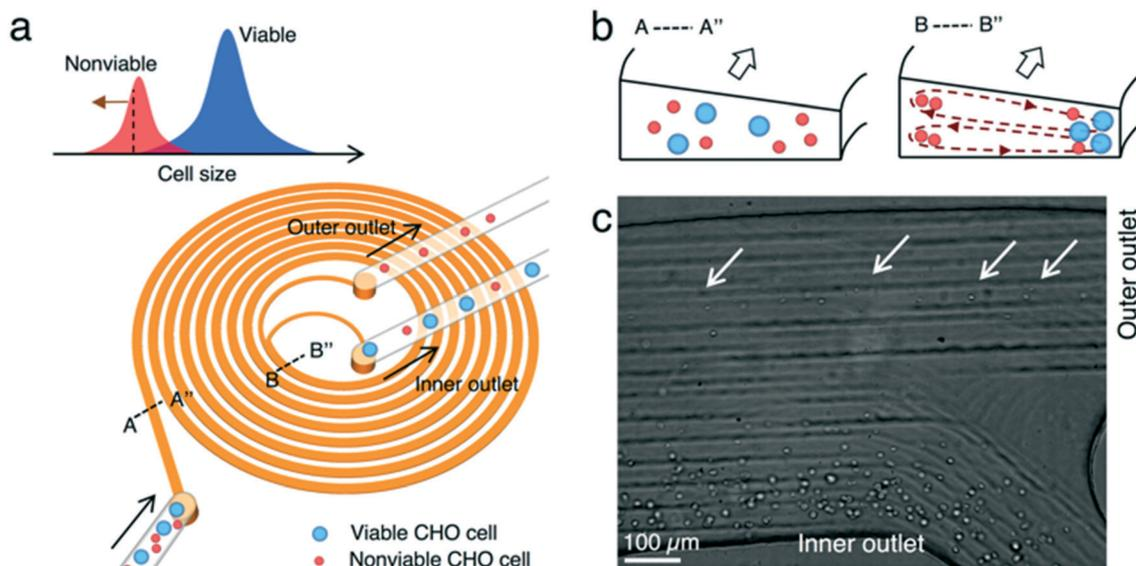 a
Viable
Nonviable
Cell size
Outer outlet
B''
B
Inner outlet
A''
A
Viable CHO cell
Nonviable CHO cell
b
A ----- A''
B ----- B''
c
Outer outlet
100 μm
Inner outlet